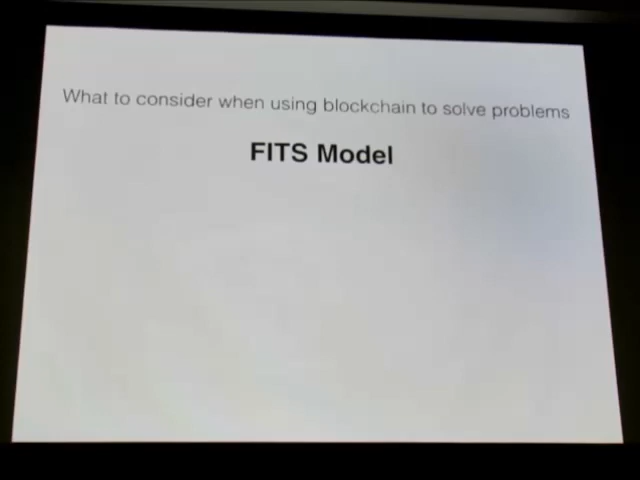 What to consider when using blockchain to solve problems
FITS Model